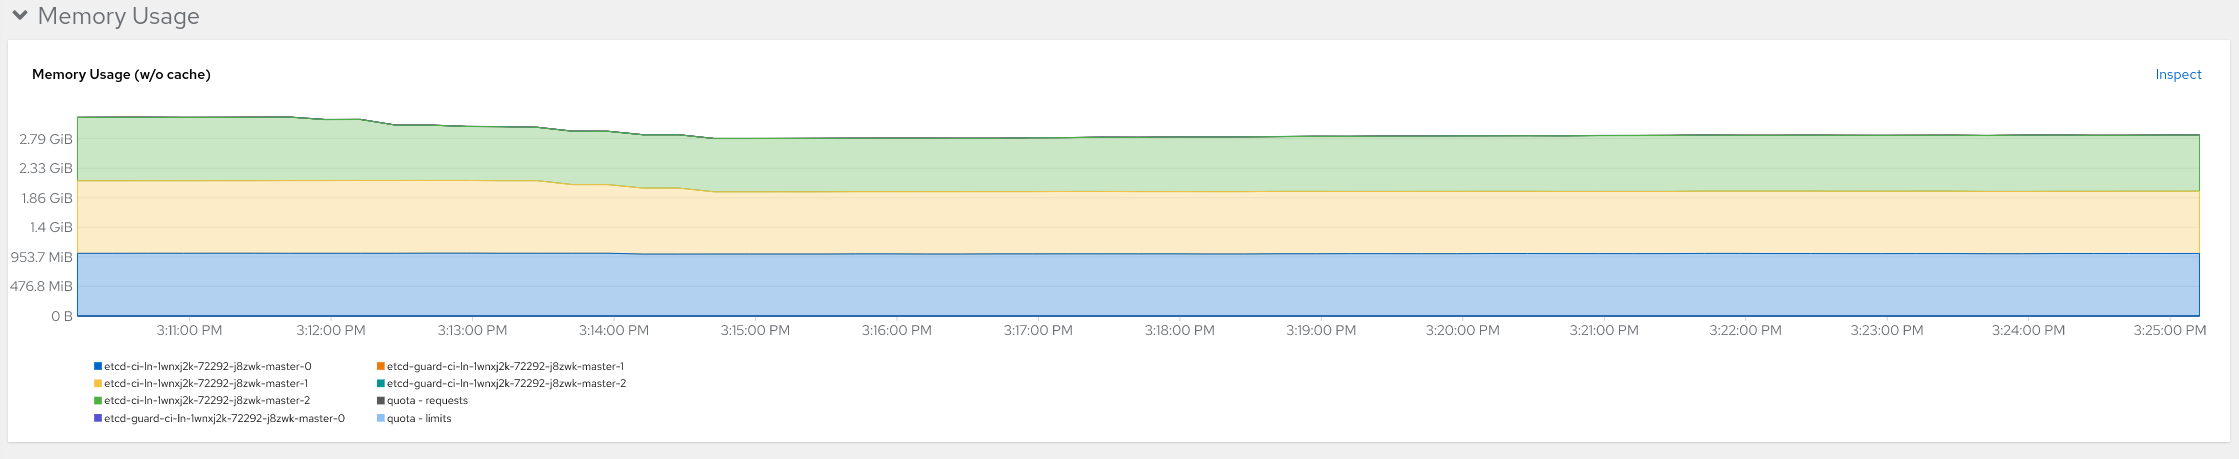 Memory Usage
Memory Usage (w/o cache)
Inspect
2.79 GiB
2.33 GiB
1.86 GiB
1.4 GiB
953.7 MiB
476.8 MiB
0 B
3:11:00 PM 3:12:00 PM 3:13:00 PM 3:14:00 PM 3:15:00 PM 3:16:00 PM 3:17:00 PM 3:18:00 PM 3:19:00 PM 3:20:00 PM 3:21:00 PM 3:22:00 PM 3:23:00 PM 3:24:00 PM 3:25:00 PM
etcd-ci-ln-1wnxj2k-72292-j8zwk-master-0
etcd-ci-ln-1wnxj2k-72292-j8zwk-master-1
etcd-ci-ln-1wnxj2k-72292-j8zwk-master-2
etcd-guard-ci-ln-1wnxj2k-72292-j8zwk-master-0
etcd-guard-ci-ln-1wnxj2k-72292-j8zwk-master-1
etcd-guard-ci-ln-1wnxj2k-72292-j8zwk-master-2
quota - requests
quota - limits